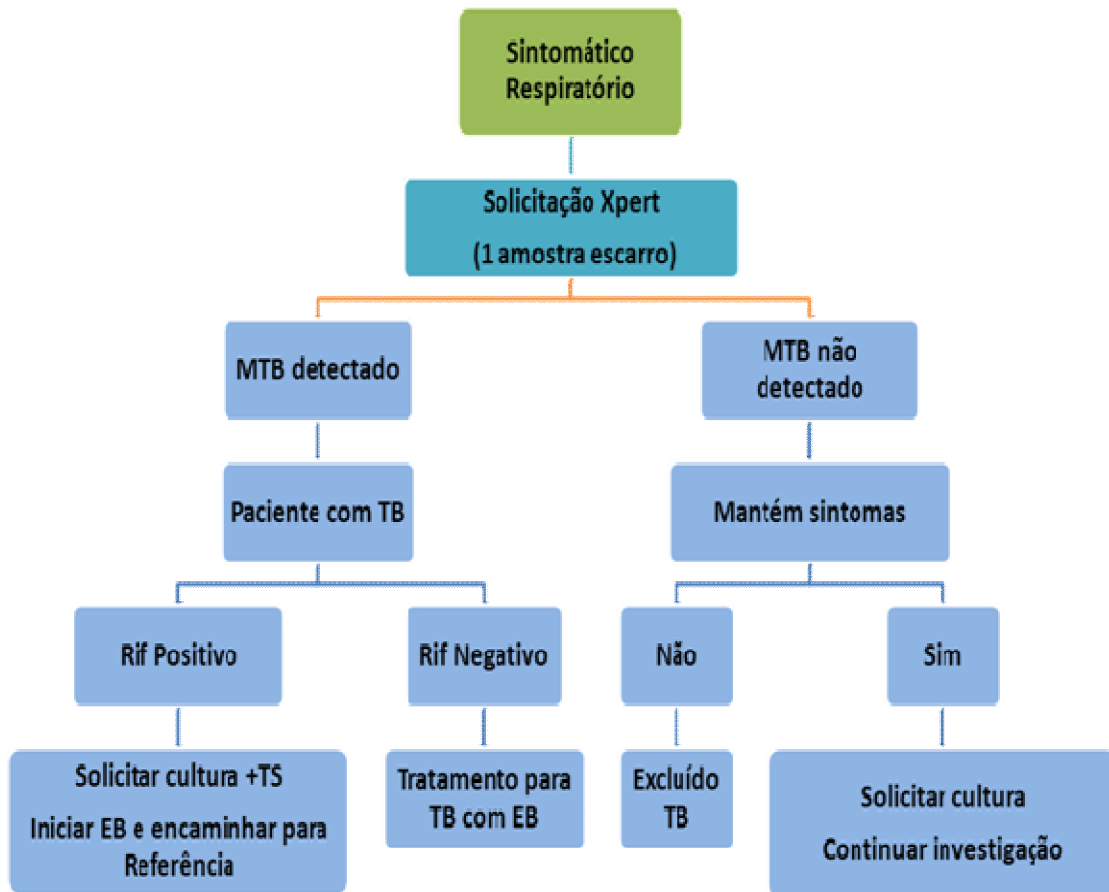 Sintomático
Respiratório
Solicitação Xpert
(1 amostra escarro)
MTB detectado
MTB não
detectado
Paciente com TB
Mantém sintomas
Rif Positivo
Rif Negativo
Não
Sim
Solicitar cultura +TS
Iniciar EB e encaminhar para
Referência
Tratamento para
TB com EB
Excluído
TB
Solicitar cultura
Continuar investigação